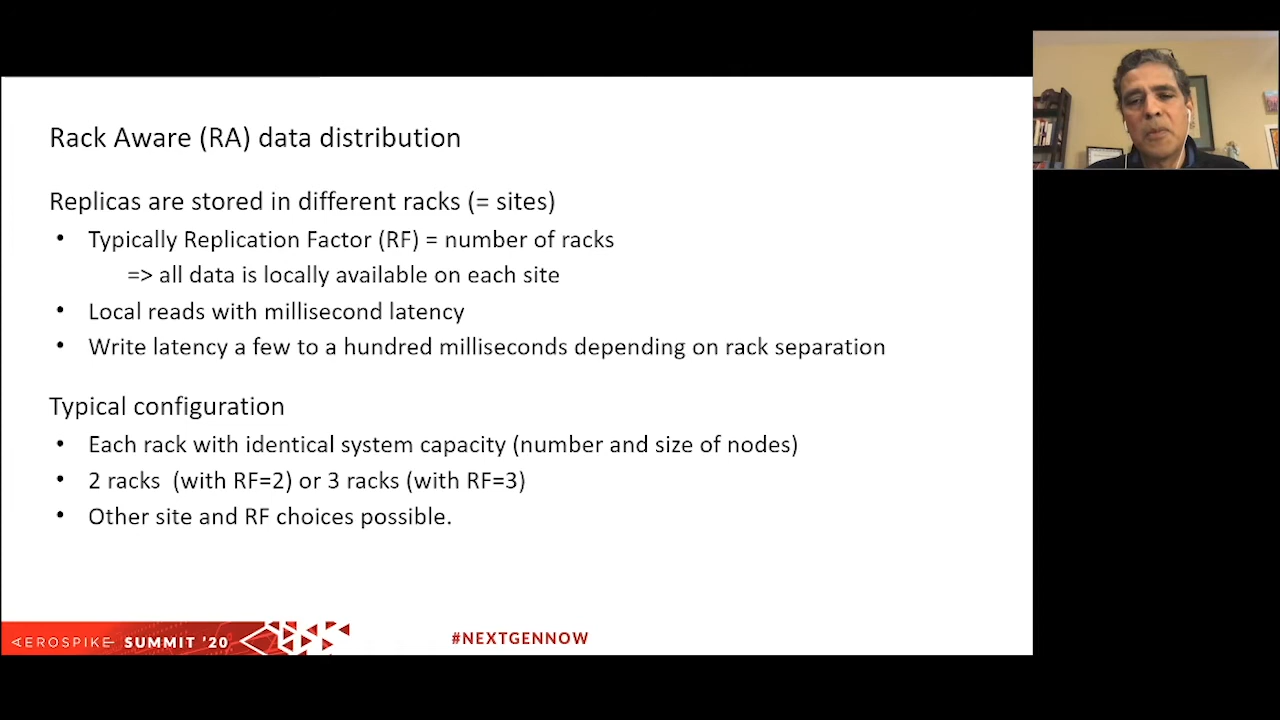 Rack Aware (RA) data distribution
Replicas are stored in different racks (= sites)
• Typically Replication Factor (RF) = number of racks
=> all data is locally available on each site
• Local reads with millisecond latency
• Write latency a few to a hundred milliseconds depending on rack separation
Typical configuration
• Each rack with identical system capacity (number and size of nodes)
• 2 racks (with RF=2) or 3 racks (with RF=3)
• Other site and RF choices possible.
AEROSPIKE SUMMIT '20
#NEXTGENNOW